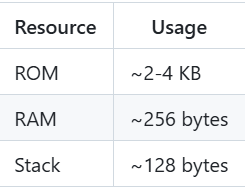 Resource Usage
ROM ~2-4 KB
RAM ~256 bytes
Stack ~128 bytes